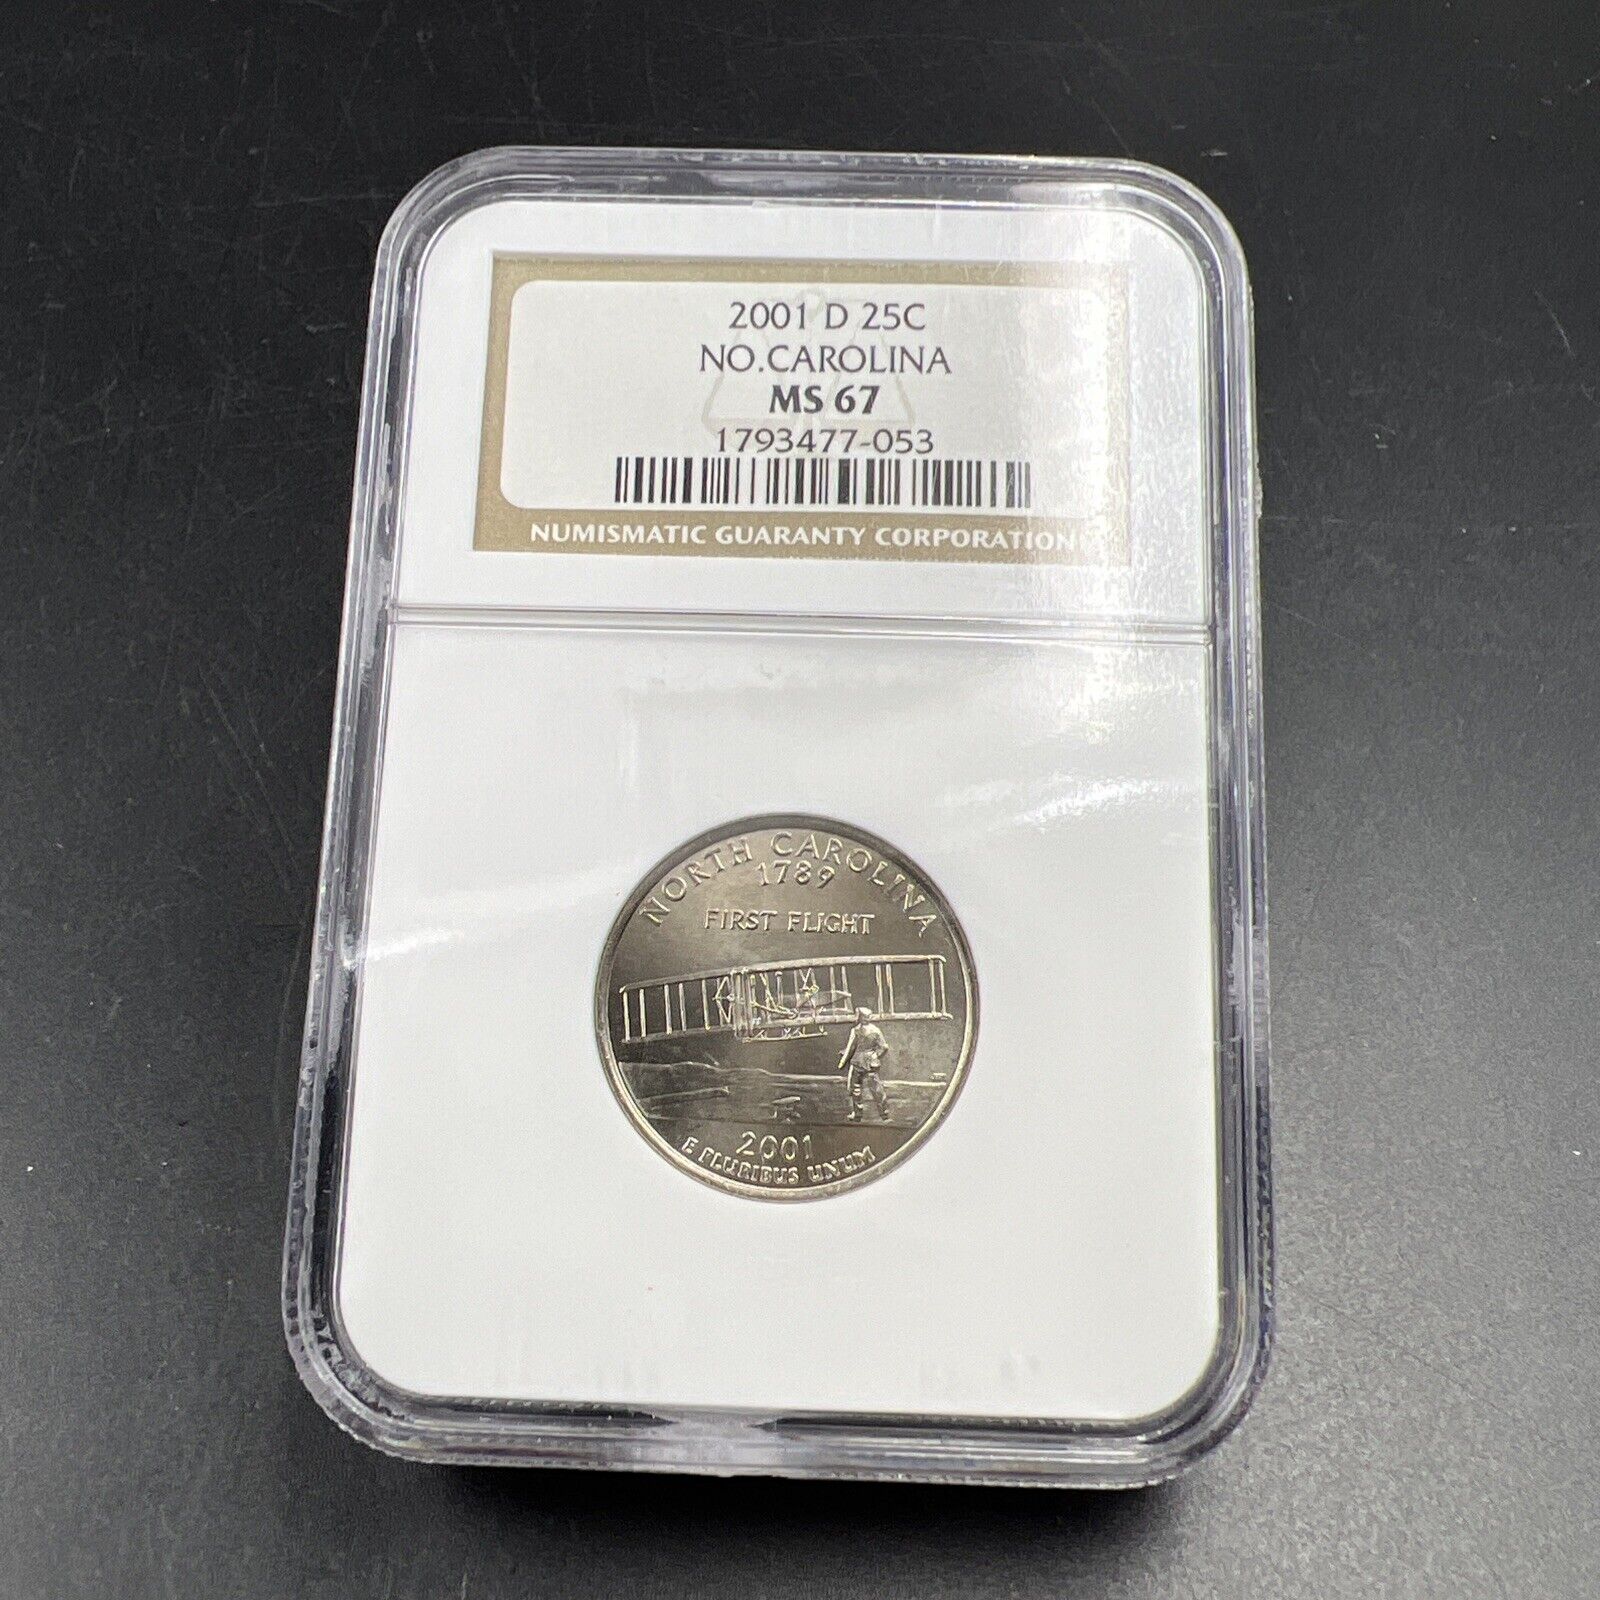 2001 D 25C
NO.CAROLINA
MS 67
1793477-053
NUMISMATIC GUARANTY CORPORATION
NORTH CAROLINA
1789
FIRST FLIGHT
2001
E PLURIBUS UNUM